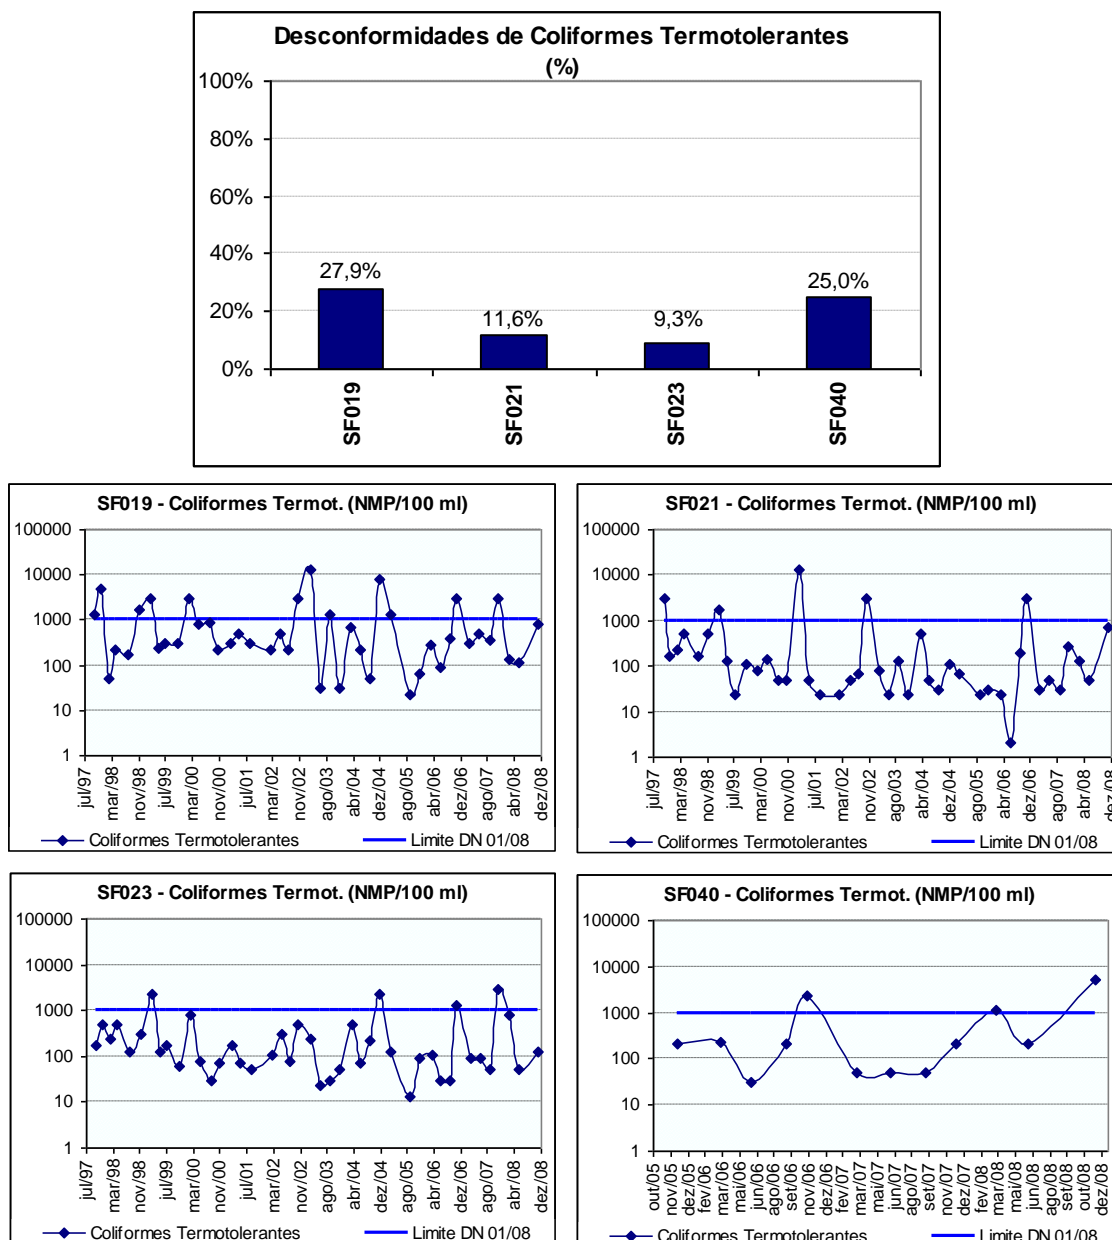 Desconformidades de Coliformes Termotolerantes
(%)
100%
80%
60%
40%
20%
0%
27,9%
11,6%
9,3%
25,0%
SF019
SF021
SF023
SF040
SF019 - Coliformes Termot. (NMP/100 ml)
100000
10000
1000
100
10
1
jul/97
mar/98
nov/98
jul/99
mar/00
nov/00
jul/01
mar/02
nov/02
ago/03
abr/04
dez/04
ago/05
abr/06
dez/06
ago/07
abr/08
dez/08
Coliformes Termotolerantes
Limite DN 01/08
SF021 - Coliformes Termot. (NMP/100 ml)
100000
10000
1000
100
10
1
jul/97
mar/98
nov/98
jul/99
mar/00
nov/00
jul/01
mar/02
nov/02
ago/03
abr/04
dez/04
ago/05
abr/06
dez/06
ago/07
abr/08
dez/08
Coliformes Termotolerantes
Limite DN 01/08
SF023 - Coliformes Termot. (NMP/100 ml)
100000
10000
1000
100
10
1
jul/97
mar/98
nov/98
jul/99
mar/00
nov/00
jul/01
mar/02
nov/02
ago/03
abr/04
dez/04
ago/05
abr/06
dez/06
ago/07
abr/08
dez/08
Coliformes Termotolerantes
Limite DN 01/08
SF040 - Coliformes Termot. (NMP/100 ml)
100000
10000
1000
100
10
1
out/05
nov/05
dez/05
fev/06
mar/06
mai/06
jun/06
ago/06
set/06
nov/06
dez/06
fev/07
mar/07
mai/07
jun/07
ago/07
set/07
nov/07
dez/07
fev/08
mar/08
mai/08
jun/08
ago/08
set/08
out/08
dez/08
Coliformes Termotolerantes
Limite DN 01/08